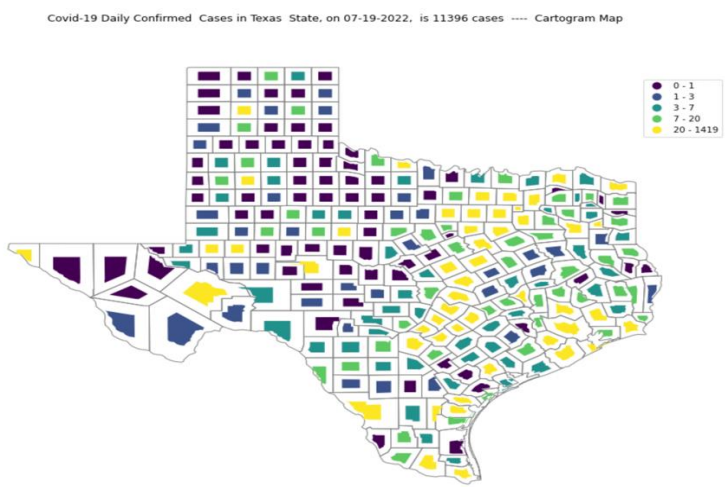 Covid-19 Daily Confirmed Cases in Texas State, on 07-19-2022, is 11396 cases ---- Cartogram Map
0 - 1
1 - 3
3 - 7
7 - 20
20 - 1419